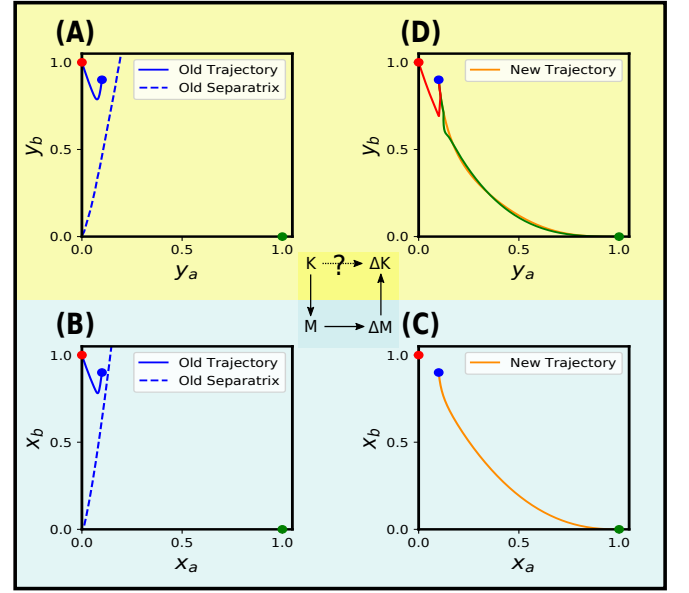 (A)
(D)
1.0
0.5
0.0
y_b
Old Trajectory
Old Separatrix
0.0
0.5
1.0
y_a
1.0
0.5
0.0
y_b
New Trajectory
0.0
0.5
1.0
y_a
K ? ΔK
M ΔM
(B)
(C)
1.0
0.5
0.0
x_b
Old Trajectory
Old Separatrix
0.0
0.5
1.0
x_a
1.0
0.5
0.0
x_b
New Trajectory
0.0
0.5
1.0
x_a